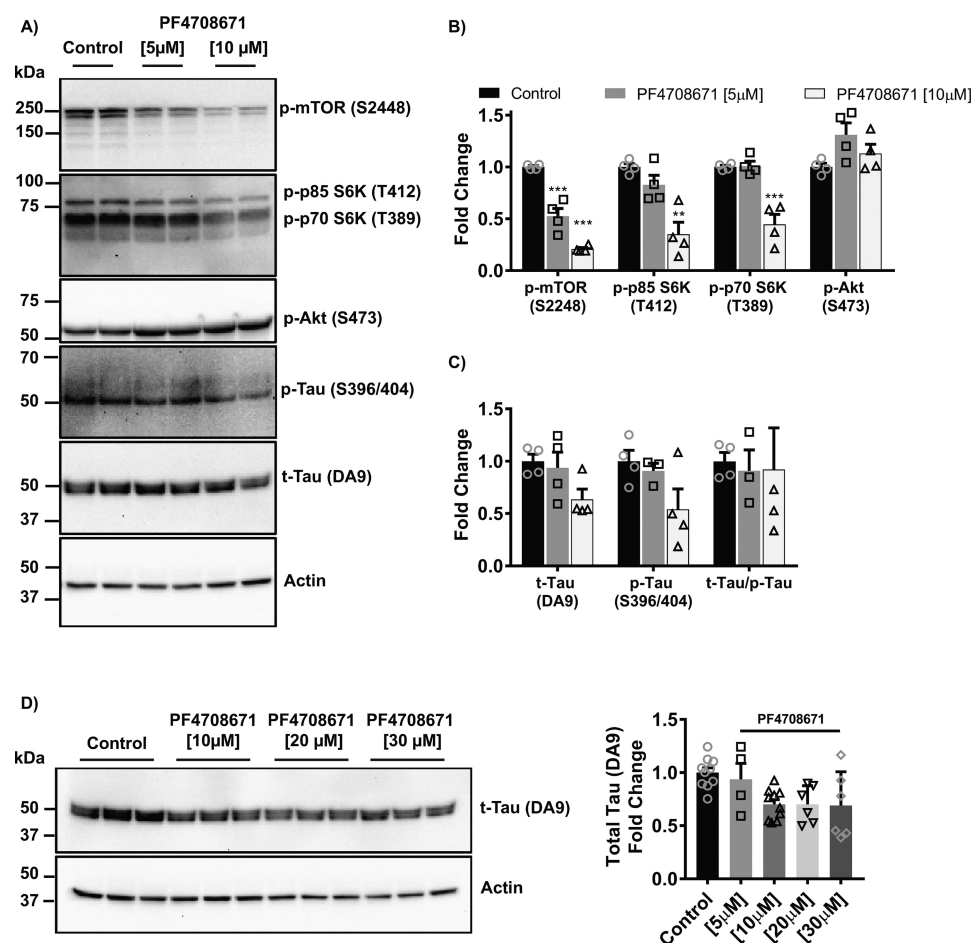 A)
PF4708671
Control [5µM] [10 µM]
kDa
250
150
p-mTOR (S2448)
100
75
p-p85 S6K (T412)
p-p70 S6K (T389)
75
50
p-Akt (S473)
70
50
p-Tau (S396/404)
50
37
t-Tau (DA9)
50
37
Actin
B)
Control PF4708671 [5µM] PF4708671 [10µM]
Fold Change
1.5
1.0
0.5
0.0
*** *** ** ***
p-mTOR p-p85 S6K p-p70 S6K p-Akt
(S2248) (T412) (T389) (S473)
C)
Fold Change
1.5
1.0
0.5
0.0
t-Tau p-Tau t-Tau/p-Tau
(DA9) (S396/404)
D)
PF4708671 PF4708671 PF4708671
Control [10µM] [20 µM] [30 µM]
kDa
50
37
t-Tau (DA9)
50
37
Actin
PF4708671
Total Tau (DA9)
Fold Change
1.5
1.0
0.5
0.0
Control [5µM] [10µM] [20µM] [30µM]